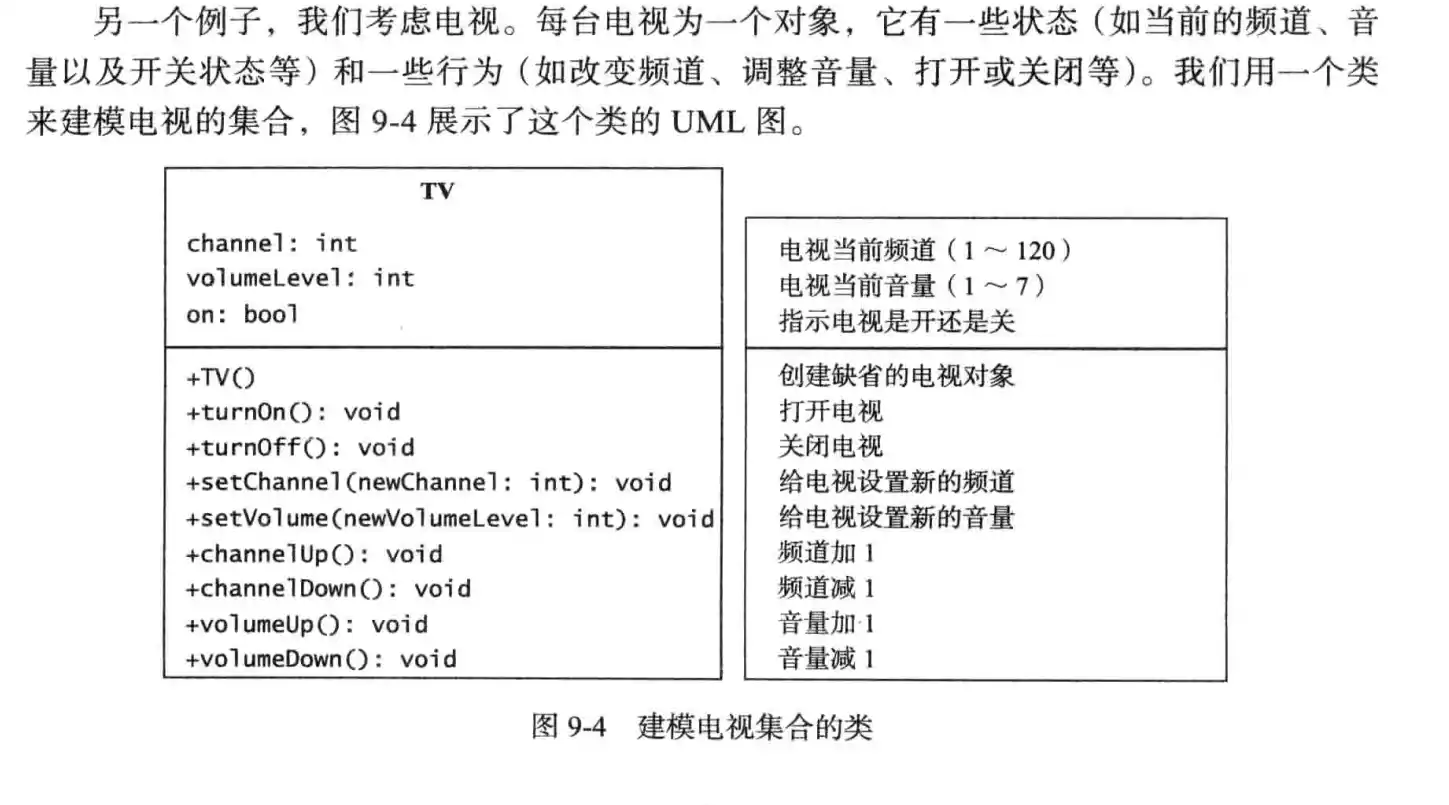 另一个例子，我们考虑电视。每台电视为一个对象，它有一些状态（如当前的频道、音
量以及开关状态等）和一些行为（如改变频道、调整音量、打开或关闭等）。我们用一个类
来建模电视的集合，图 9-4 展示了这个类的 UML 图。
TV
channel: int
volumeLevel: int
on: bool
+TV()
+turnOn(): void
+turnOff(): void
+setChannel(newChannel: int): void
+setVolume(newVolumeLevel: int): void
+channelUp(): void
+channelDown(): void
+volumeUp(): void
+volumeDown(): void
电视当前频道（1 ～ 120）
电视当前音量（1 ～ 7）
指示电视是开还是关
创建缺省的电视对象
打开电视
关闭电视
给电视设置新的频道
给电视设置新的音量
频道加 1
频道减 1
音量加 1
音量减 1
图 9-4 建模电视集合的类